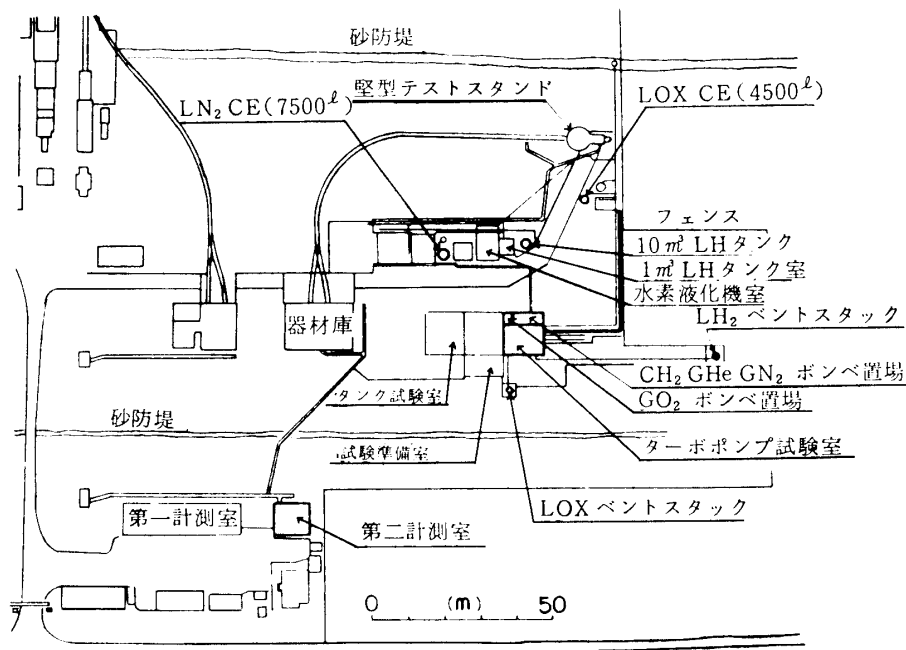 砂防堤
竪型テストスタンド
LN₂ CE(7500ℓ)
LOX CE(4500ℓ)
フェンス
10㎥ LHタンク
1㎥ LHタンク室
水素液化機室
LH₂ ベントスタック
器材庫
CH₂ GHe GN₂ ボンベ置場
タンク試験室
GO₂ ボンベ置場
砂防堤
ターボポンプ試験室
試験準備室
LOX ベントスタック
第一計測室
第二計測室
0 (m) 50